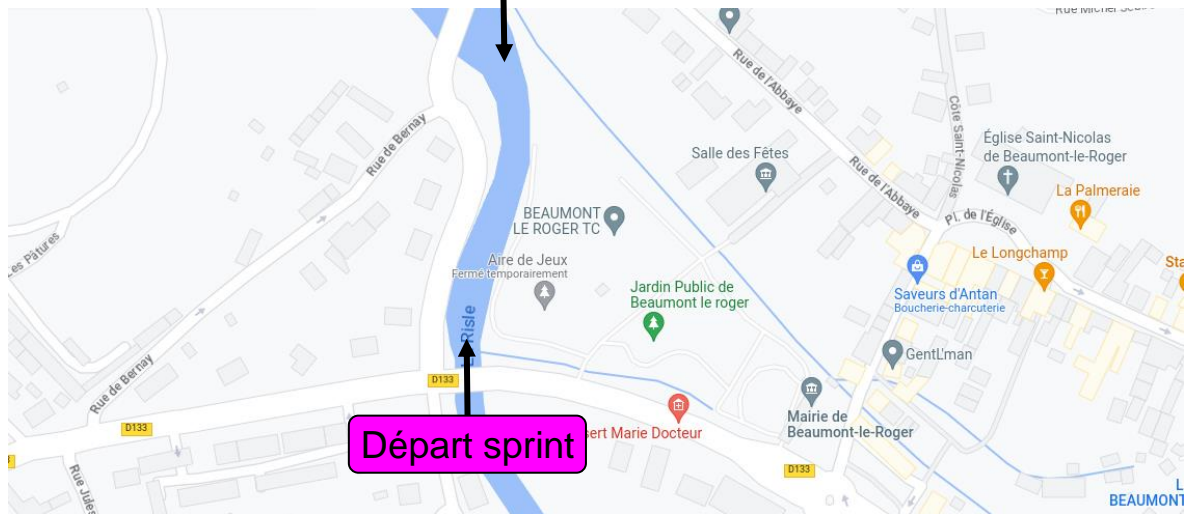 Rue Michel
Rue de l'Abbaye
Côte Saint-Nicolas
Rue de Bernay
Salle des Fêtes
Église Saint-Nicolas
de Beaumont-le-Roger
Rue de l'Abbaye
La Palmeraie
BEAUMONT
LE ROGER TC
Pl. de l'Église
Les Pâtures
Aire de Jeux
Fermé temporairement
Le Longchamp
Sta
Jardin Public de
Beaumont le roger
Saveurs d'Antan
Boucherie-charcuterie
Risle
GentL'man
Rue de Bernay
D133
D133
Mairie de
Beaumont-le-Roger
Départ sprint
sert Marie Docteur
D133
Rue Jules
L
BEAUMONT